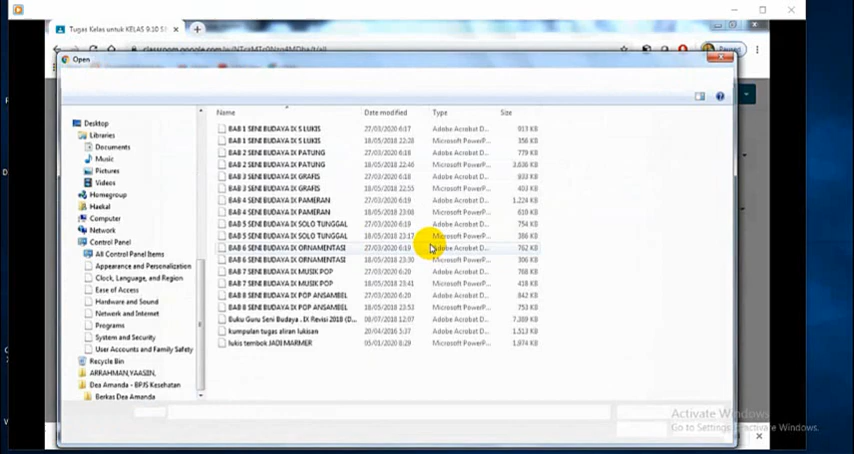 Tugas Kelas untuk KELAS 9.10 S
classroom.google.com
Paused
Open
Name Date modified Type Size
Desktop
Libraries
Documents
Music
Pictures
Videos
Homegroup
Haekal
Computer
Network
Control Panel
All Control Panel Items
Appearance and Personalization
Clock, Language, and Region
Ease of Access
Hardware and Sound
Network and Internet
Programs
System and Security
User Accounts and Family Safety
Recycle Bin
ARRAHMAN,YAASIN,
Dea Amanda - BPJS Kesehatan
Berkas Dea Amanda
BAB 1 SENI BUDAYA IX S LUKIS 27/03/2020 6:17 Adobe Acrobat D... 913 KB
BAB 1 SENI BUDAYA IX S LUKIS 18/05/2018 22:28 Microsoft PowerP... 356 KB
BAB 2 SENI BUDAYA IX PATUNG 27/03/2020 6:18 Adobe Acrobat D... 779 KB
BAB 2 SENI BUDAYA IX PATUNG 18/05/2018 22:46 Microsoft PowerP... 3,636 KB
BAB 3 SENI BUDAYA IX GRAFIS 27/03/2020 6:18 Adobe Acrobat D... 933 KB
BAB 3 SENI BUDAYA IX GRAFIS 18/05/2018 22:55 Microsoft PowerP... 403 KB
BAB 4 SENI BUDAYA IX PAMERAN 27/03/2020 6:19 Adobe Acrobat D... 1,224 KB
BAB 4 SENI BUDAYA IX PAMERAN 18/05/2018 23:08 Microsoft PowerP... 610 KB
BAB 5 SENI BUDAYA IX SOLO TUNGGAL 27/03/2020 6:19 Adobe Acrobat D... 754 KB
BAB 5 SENI BUDAYA IX SOLO TUNGGAL 18/05/2018 23:17 Microsoft PowerP... 386 KB
BAB 6 SENI BUDAYA IX ORNAMENTASI 27/03/2020 6:19 Adobe Acrobat D... 762 KB
BAB 6 SENI BUDAYA IX ORNAMENTASI 18/05/2018 23:30 Microsoft PowerP... 306 KB
BAB 7 SENI BUDAYA IX MUSIK POP 27/03/2020 6:20 Adobe Acrobat D... 768 KB
BAB 7 SENI BUDAYA IX MUSIK POP 18/05/2018 23:41 Microsoft PowerP... 418 KB
BAB 8 SENI BUDAYA IX POP ANSAMBEL 27/03/2020 6:20 Adobe Acrobat D... 842 KB
BAB 8 SENI BUDAYA IX POP ANSAMBEL 18/05/2018 23:53 Microsoft PowerP... 753 KB
Buku Guru Seni Budaya . IX Revisi 2018 (D... 08/07/2018 12:07 Adobe Acrobat D... 7,389 KB
kumpulan tugas aliran lukisan 20/04/2016 5:37 Microsoft PowerP... 1,513 KB
lukis tembok JADI MARMER 05/01/2020 8:29 Microsoft PowerP... 1,974 KB
Activate Windows
Go to Settings to activate Windows.